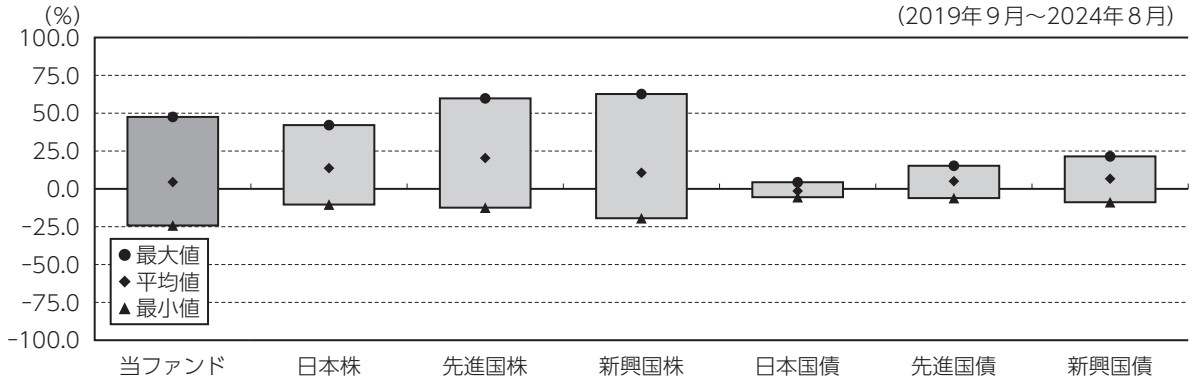 (%)
(2019年9月～2024年8月)
100.0
75.0
50.0
25.0
0.0
-25.0
-50.0
-75.0
-100.0
●最大値
◆平均値
▲最小値
当ファンド 日本株 先進国株 新興国株 日本国債 先進国債 新興国債